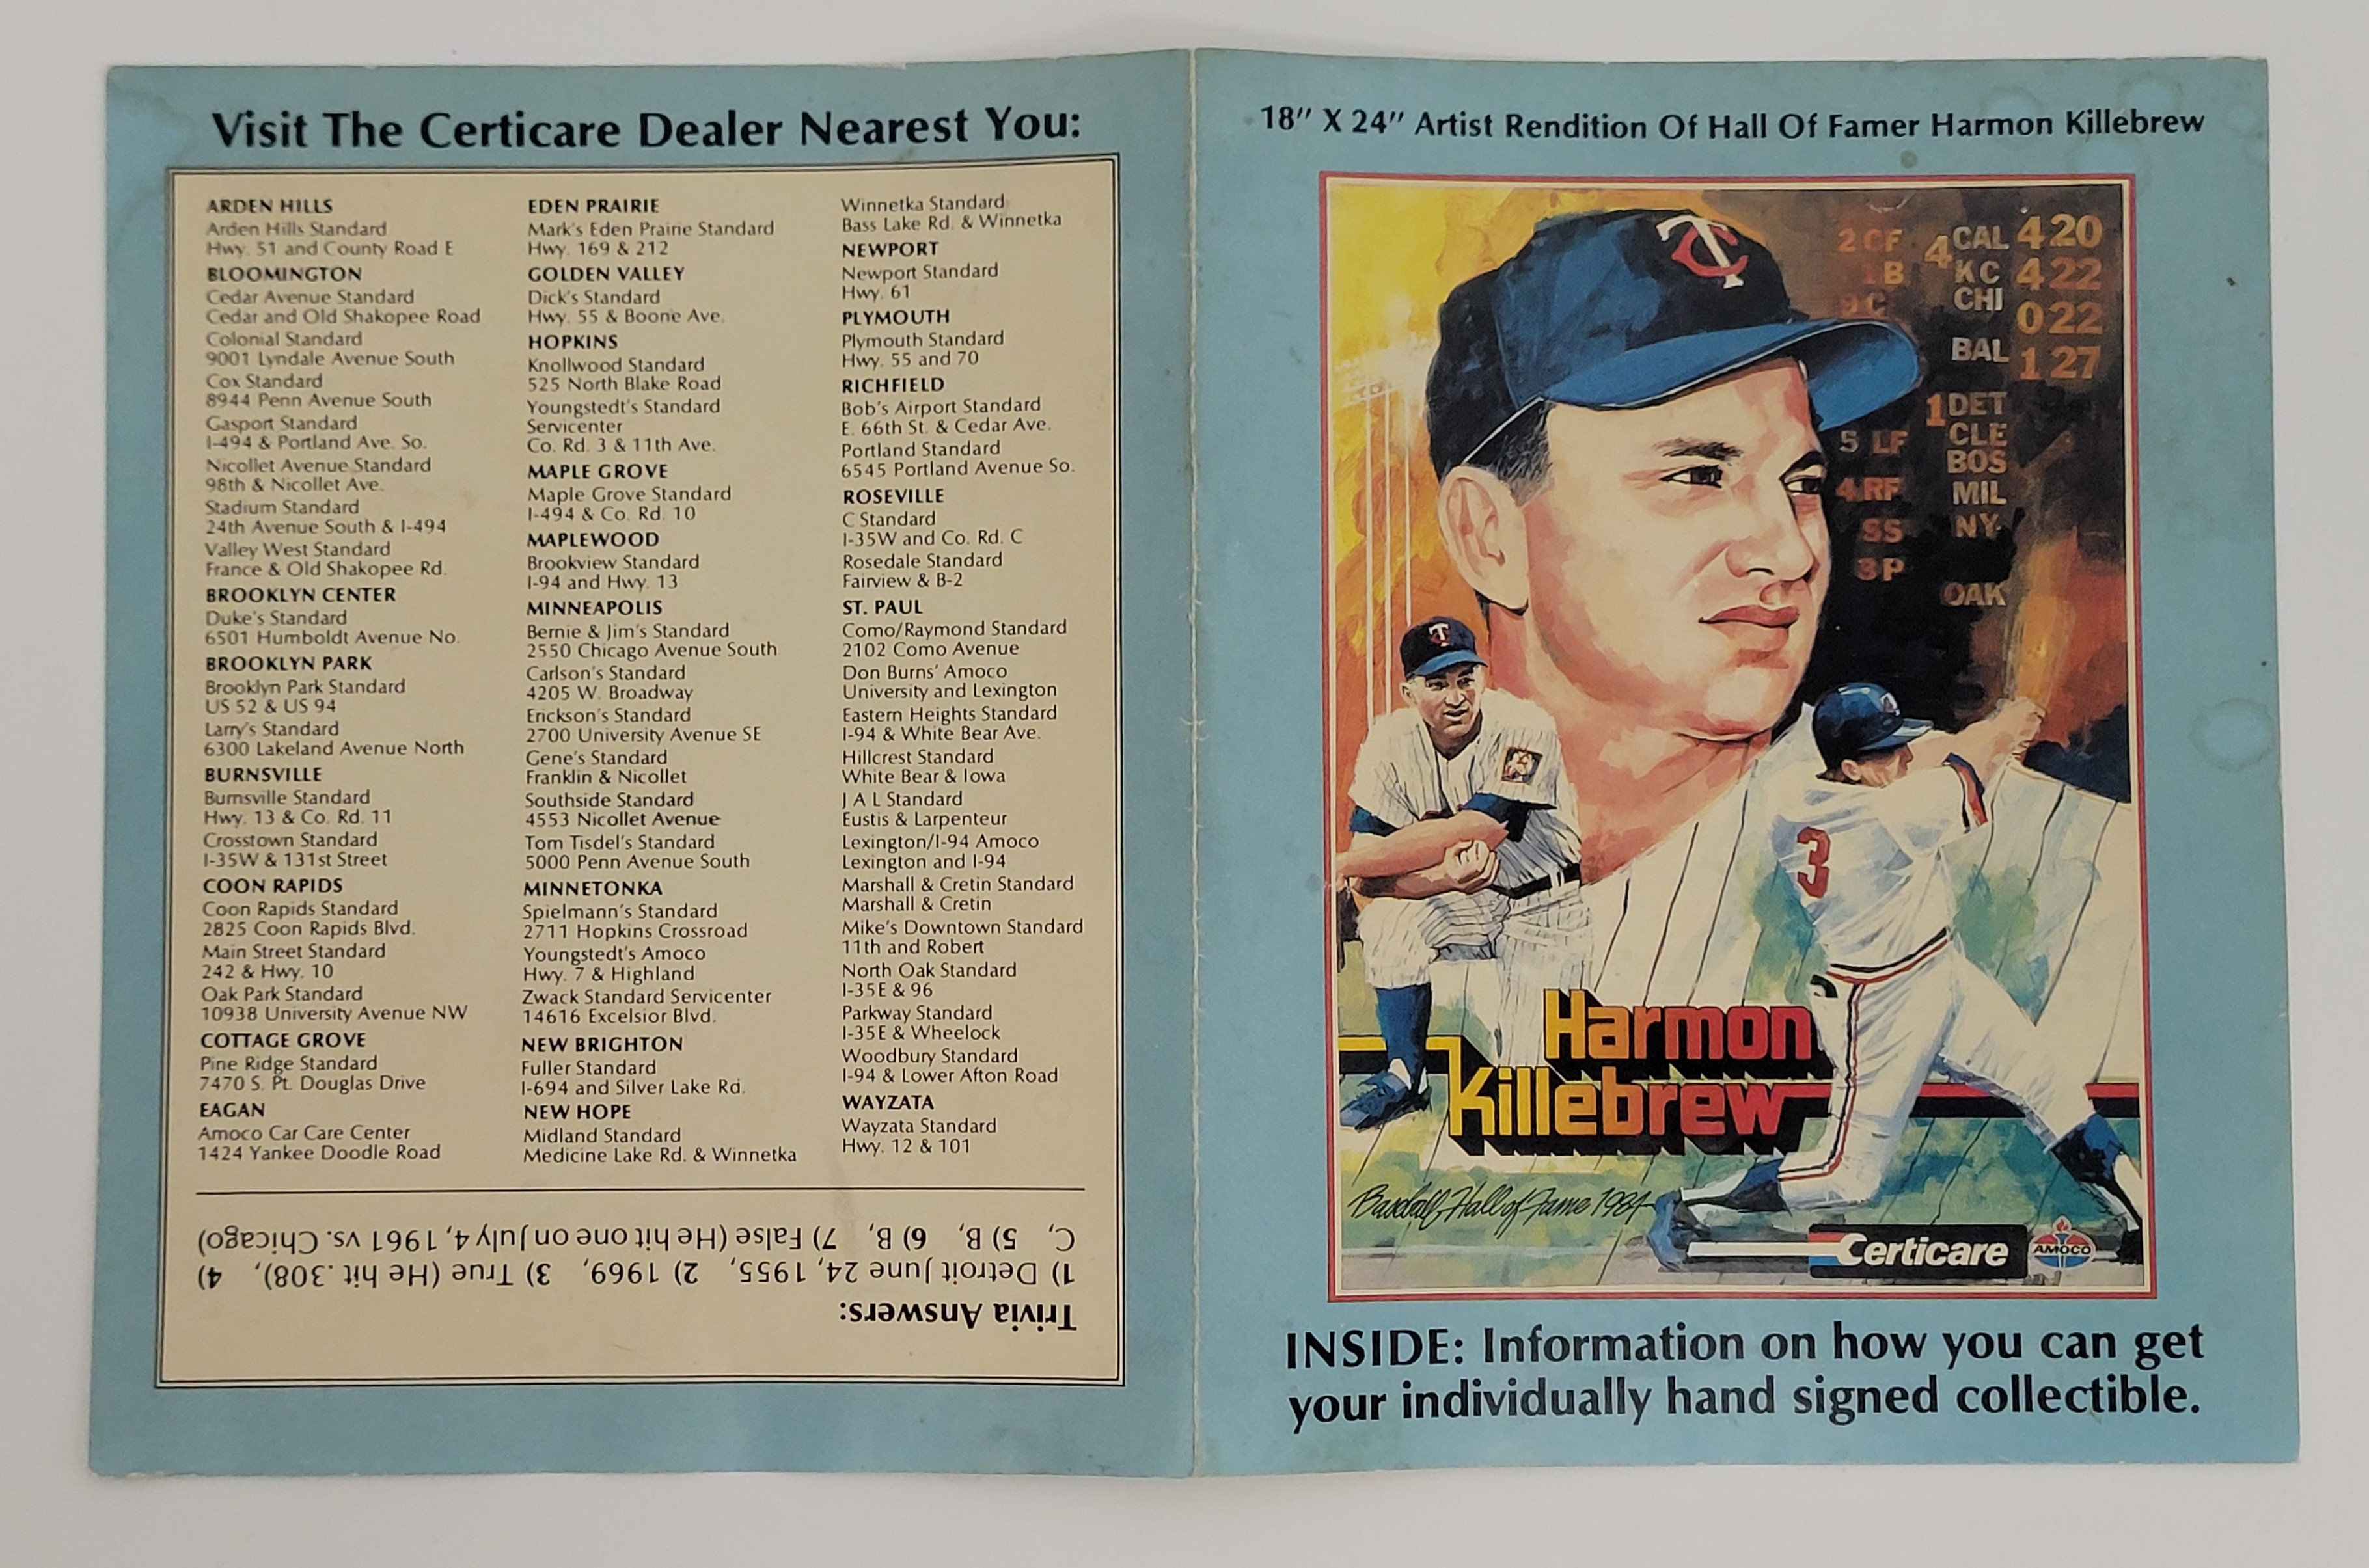 Visit The Certicare Dealer Nearest You:
ARDEN HILLS
Arden Hills Standard
Hwy. 51 and County Road E
BLOOMINGTON
Cedar Avenue Standard
Cedar and Old Shakopee Road
Colonial Standard
9001 Lyndale Avenue South
Cox Standard
8944 Penn Avenue South
Gasport Standard
I-494 & Portland Ave. So.
Nicollet Avenue Standard
98th & Nicollet Ave.
Stadium Standard
24th Avenue South & I-494
Valley West Standard
France & Old Shakopee Rd.
BROOKLYN CENTER
Duke's Standard
6501 Humboldt Avenue No.
BROOKLYN PARK
Brooklyn Park Standard
US 52 & US 94
Larry's Standard
6300 Lakeland Avenue North
BURNSVILLE
Burnsville Standard
Hwy. 13 & Co. Rd. 11
Crosstown Standard
I-35W & 131st Street
COON RAPIDS
Coon Rapids Standard
2825 Coon Rapids Blvd.
Main Street Standard
242 & Hwy. 10
Oak Park Standard
10938 University Avenue NW
COTTAGE GROVE
Pine Ridge Standard
7470 S. Pt. Douglas Drive
EAGAN
Amoco Car Care Center
1424 Yankee Doodle Road
EDEN PRAIRIE
Mark's Eden Prairie Standard
Hwy. 169 & 212
GOLDEN VALLEY
Dick's Standard
Hwy. 55 & Boone Ave.
HOPKINS
Knollwood Standard
525 North Blake Road
Youngstedt's Standard
Servicenter
Co. Rd. 3 & 11th Ave.
MAPLE GROVE
Maple Grove Standard
I-494 & Co. Rd. 10
MAPLEWOOD
Brookview Standard
I-94 and Hwy. 13
MINNEAPOLIS
Bernie & Jim's Standard
2550 Chicago Avenue South
Carlson's Standard
4205 W. Broadway
Erickson's Standard
2700 University Avenue SE
Gene's Standard
Franklin & Nicollet
Southside Standard
4553 Nicollet Avenue
Tom Tisdel's Standard
5000 Penn Avenue South
MINNETONKA
Spielmann's Standard
2711 Hopkins Crossroad
Youngstedt's Amoco
Hwy. 7 & Highland
Zwack Standard Servicenter
14616 Excelsior Blvd.
NEW BRIGHTON
Fuller Standard
I-694 and Silver Lake Rd.
NEW HOPE
Midland Standard
Medicine Lake Rd. & Winnetka
Winnetka Standard
Bass Lake Rd. & Winnetka
NEWPORT
Newport Standard
Hwy. 61
PLYMOUTH
Plymouth Standard
Hwy. 55 and 70
RICHFIELD
Bob's Airport Standard
E. 66th St. & Cedar Ave.
Portland Standard
6545 Portland Avenue So.
ROSEVILLE
C Standard
I-35W and Co. Rd. C
Rosedale Standard
Fairview & B-2
ST. PAUL
Como/Raymond Standard
2102 Como Avenue
Don Burns' Amoco
University and Lexington
Eastern Heights Standard
I-94 & White Bear Ave.
Hillcrest Standard
White Bear & Iowa
J A L Standard
Eustis & Larpenteur
Lexington/I-94 Amoco
Lexington and I-94
Marshall & Cretin Standard
Marshall & Cretin
Mike's Downtown Standard
11th and Robert
North Oak Standard
I-35E & 96
Parkway Standard
I-35E & Wheelock
Woodbury Standard
I-94 & Lower Afton Road
WAYZATA
Wayzata Standard
Hwy. 12 & 101
Trivia Answers:
1) Detroit June 24, 1955, 2) 1969, 3) True (He hit .308), 4)
C, 5) B, 6) B, 7) False (He hit one on July 4, 1961 vs. Chicago)
18" X 24" Artist Rendition Of Hall Of Famer Harmon Killebrew
TC
2 CF 4 CAL 4 20
1 B KC 4 22
9 C CHI 0 22
BAL 1 27
1 DET
5 LF CLE
BOS
4 RF MIL
SS NY
3 P
OAK
3
Harmon
Killebrew
Baseball Hall of Fame 1984
Certicare
AMOCO
INSIDE: Information on how you can get
your individually hand signed collectible.